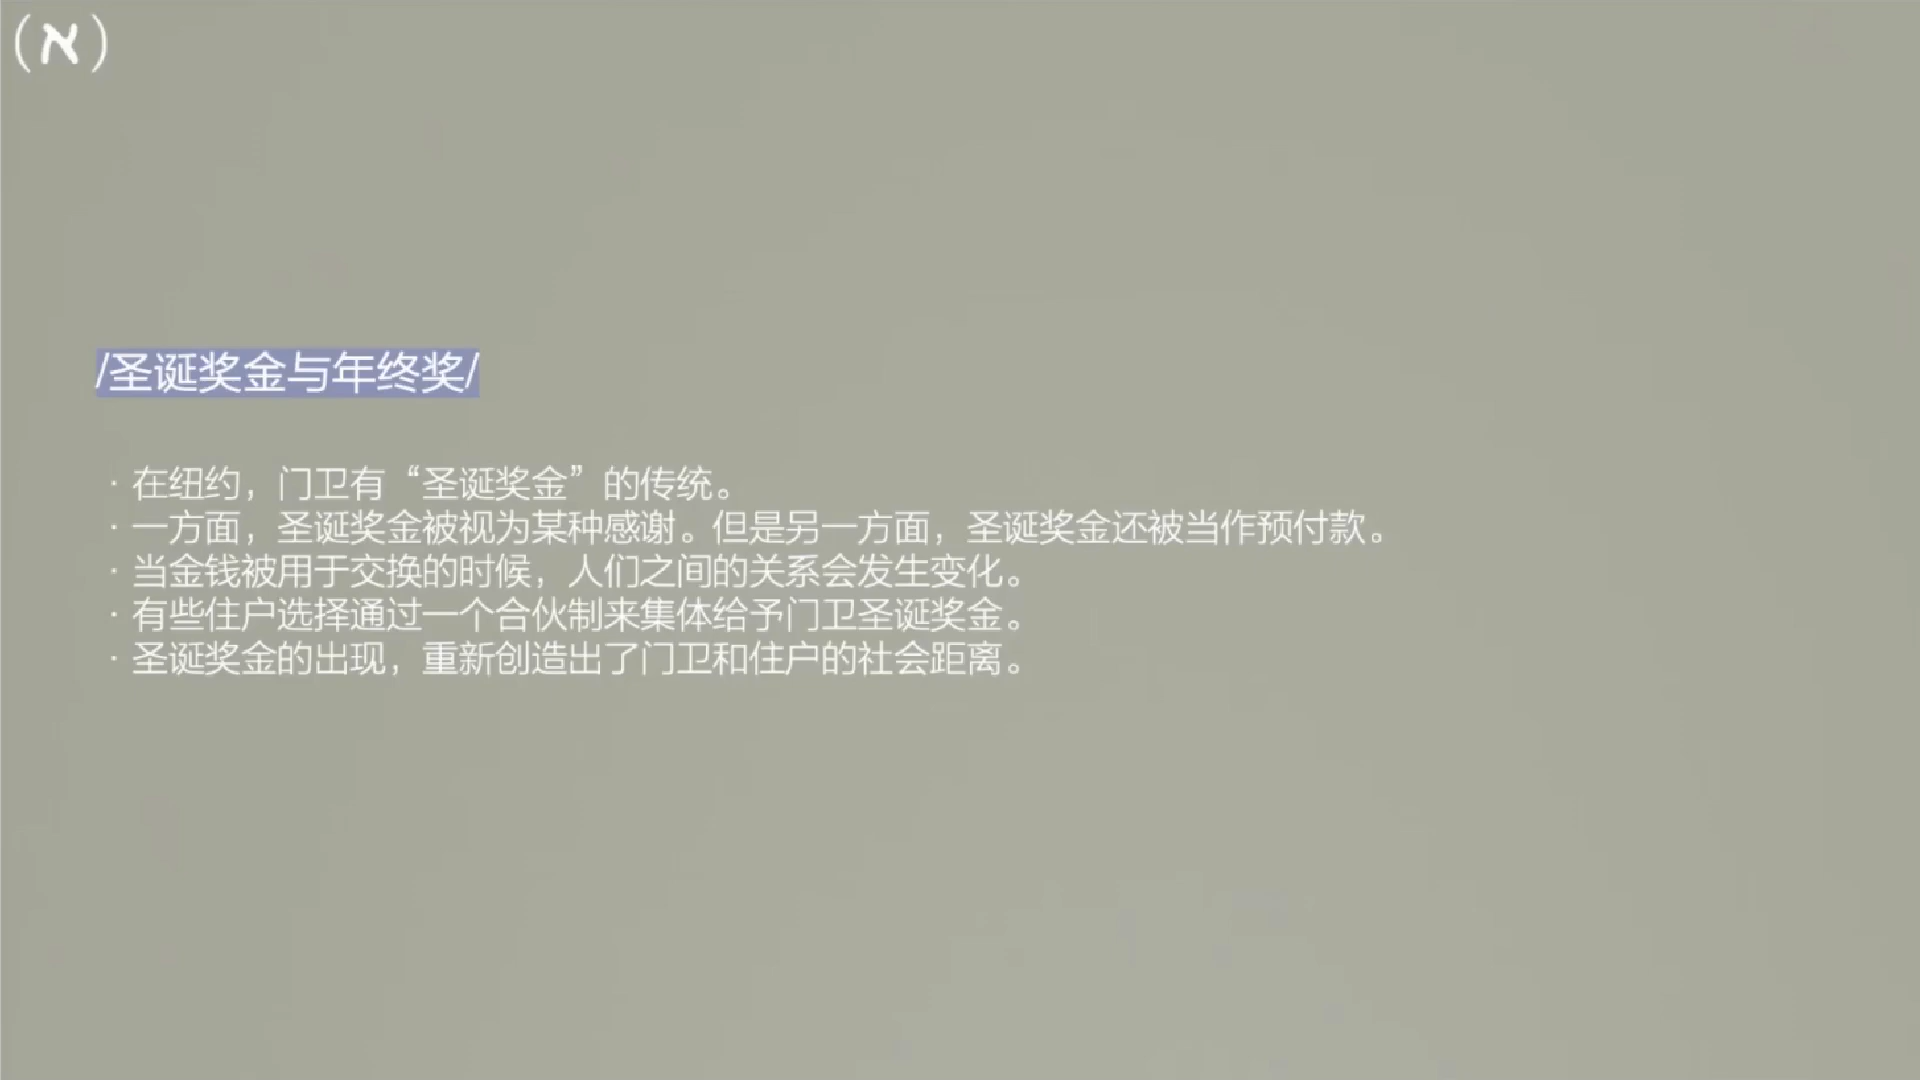 (א)
/圣诞奖金与年终奖/
· 在纽约，门卫有“圣诞奖金”的传统。
· 一方面，圣诞奖金被视为某种感谢。但是另一方面，圣诞奖金还被当作预付款。
· 当金钱被用于交换的时候，人们之间的关系会发生变化。
· 有些住户选择通过一个合伙制来集体给予门卫圣诞奖金。
· 圣诞奖金的出现，重新创造出了门卫和住户的社会距离。